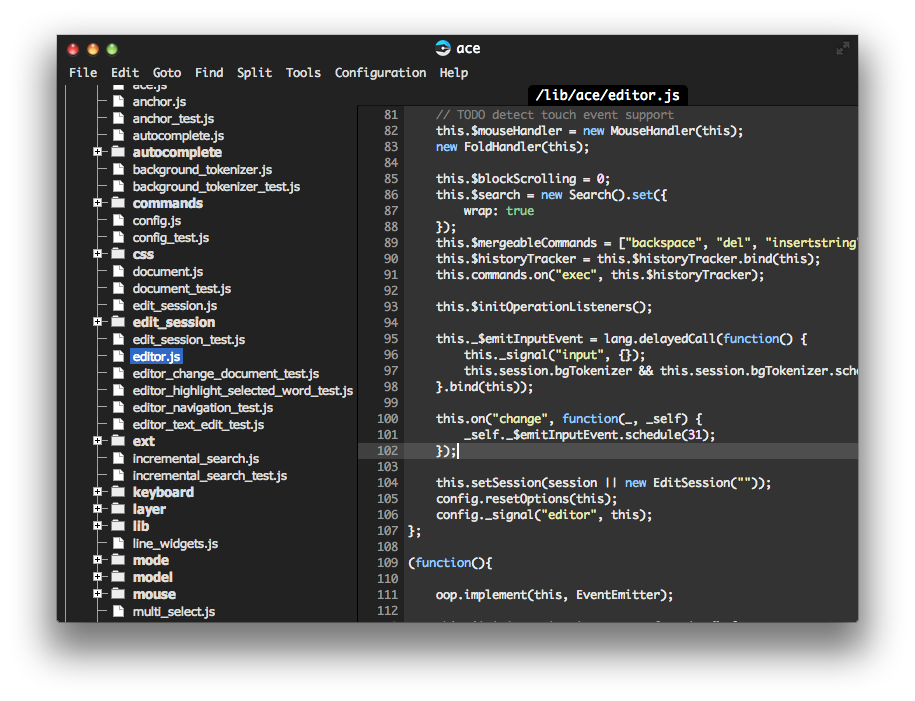 ace
File Edit Goto Find Split Tools Configuration Help
/lib/ace/editor.js
ace.js
anchor.js
anchor_test.js
autocomplete.js
autocomplete
background_tokenizer.js
background_tokenizer_test.js
commands
config.js
config_test.js
css
document.js
document_test.js
edit_session.js
edit_session
edit_session_test.js
editor.js
editor_change_document_test.js
editor_highlight_selected_word_test.js
editor_navigation_test.js
editor_text_edit_test.js
ext
incremental_search.js
incremental_search_test.js
keyboard
layer
lib
line_widgets.js
mode
model
mouse
multi_select.js
81 // TODO detect touch event support
82 this.$mouseHandler = new MouseHandler(this);
83 new FoldHandler(this);
84
85 this.$blockScrolling = 0;
86 this.$search = new Search().set({
87 wrap: true
88 });
89 this.$mergeableCommands = ["backspace", "del", "insertstring"
90 this.$historyTracker = this.$historyTracker.bind(this);
91 this.commands.on("exec", this.$historyTracker);
92
93 this.$initOperationListeners();
94
95 this._$emitInputEvent = lang.delayedCall(function() {
96 this._signal("input", {});
97 this.session.bgTokenizer && this.session.bgTokenizer.sche
98 }.bind(this));
99
100 this.on("change", function(_, _self) {
101 _self._$emitInputEvent.schedule(31);
102 });
103
104 this.setSession(session || new EditSession(""));
105 config.resetOptions(this);
106 config._signal("editor", this);
107 };
108
109 (function(){
110
111 oop.implement(this, EventEmitter);
112